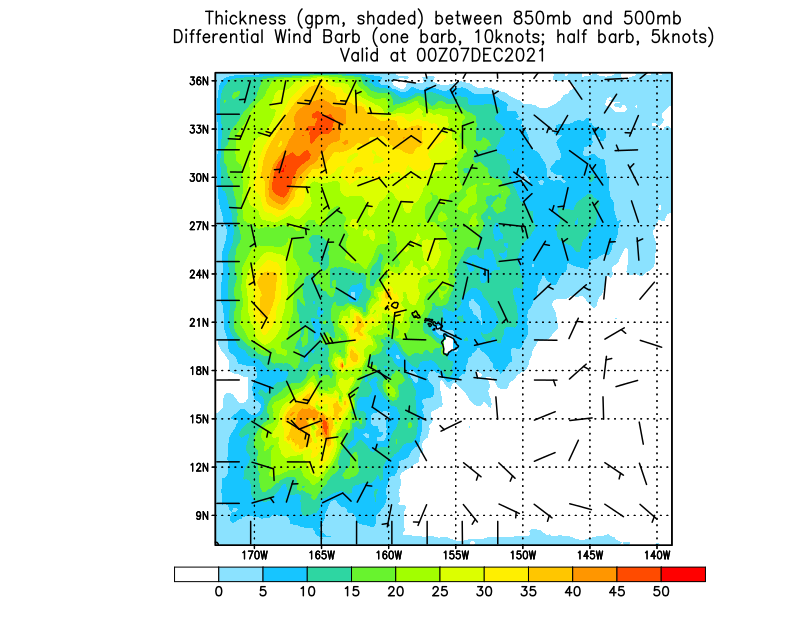 Thickness (gpm, shaded) between 850mb and 500mb
Differential Wind Barb (one barb, 10knots; half barb, 5knots)
Valid at 00Z07DEC2021
36N
33N
30N
27N
24N
21N
18N
15N
12N
9N
170W 165W 160W 155W 150W 145W 140W
0 5 10 15 20 25 30 35 40 45 50